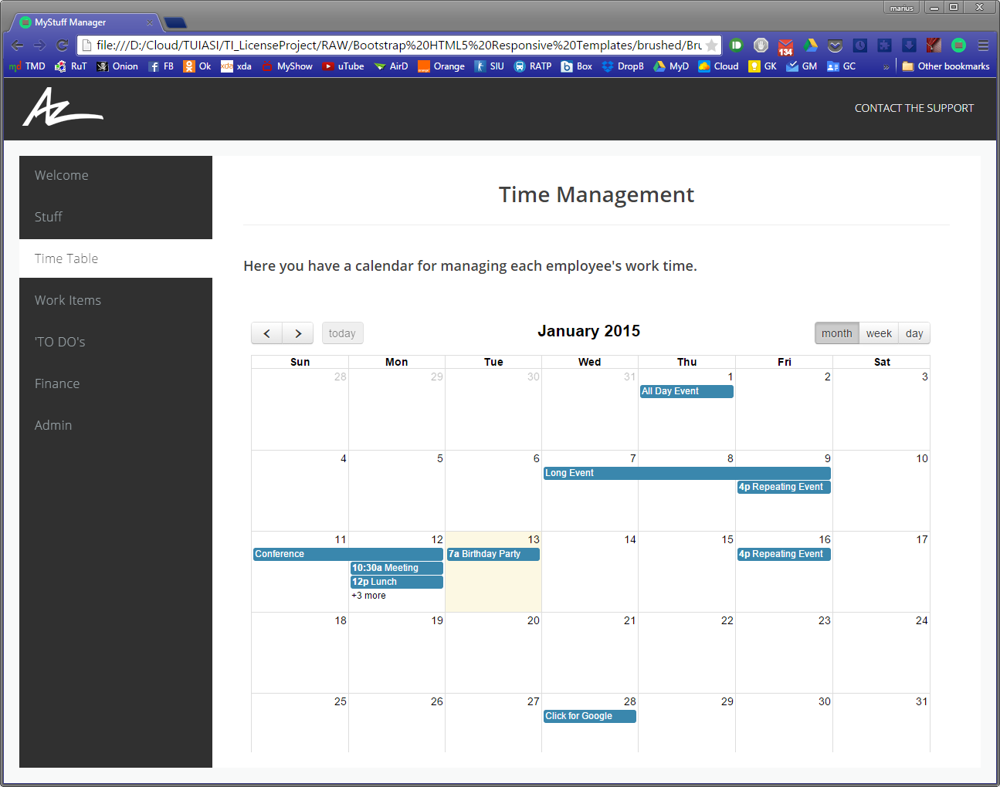 marius
MyStuff Manager
file:///D:/Cloud/TUIASI/TI_LicenseProject/RAW/Bootstrap%20HTML5%20Responsive%20Templates/brushed/Bru
134
md TMD RuT Onion FB Ok xda xda MyShow uTube AirD Orange SIU RATP Box DropB MyD Cloud GK GM GC » Other bookmarks
AZ
CONTACT THE SUPPORT
Welcome
Stuff
Time Table
Work Items
'TO DO's
Finance
Admin
Time Management
Here you have a calendar for managing each employee's work time.
today
January 2015
month week day
Sun Mon Tue Wed Thu Fri Sat
28 29 30 31 1 2 3
All Day Event
4 5 6 7 8 9 10
Long Event
4p Repeating Event
11 12 13 14 15 16 17
Conference 7a Birthday Party 4p Repeating Event
10:30a Meeting
12p Lunch
+3 more
18 19 20 21 22 23 24
25 26 27 28 29 30 31
Click for Google